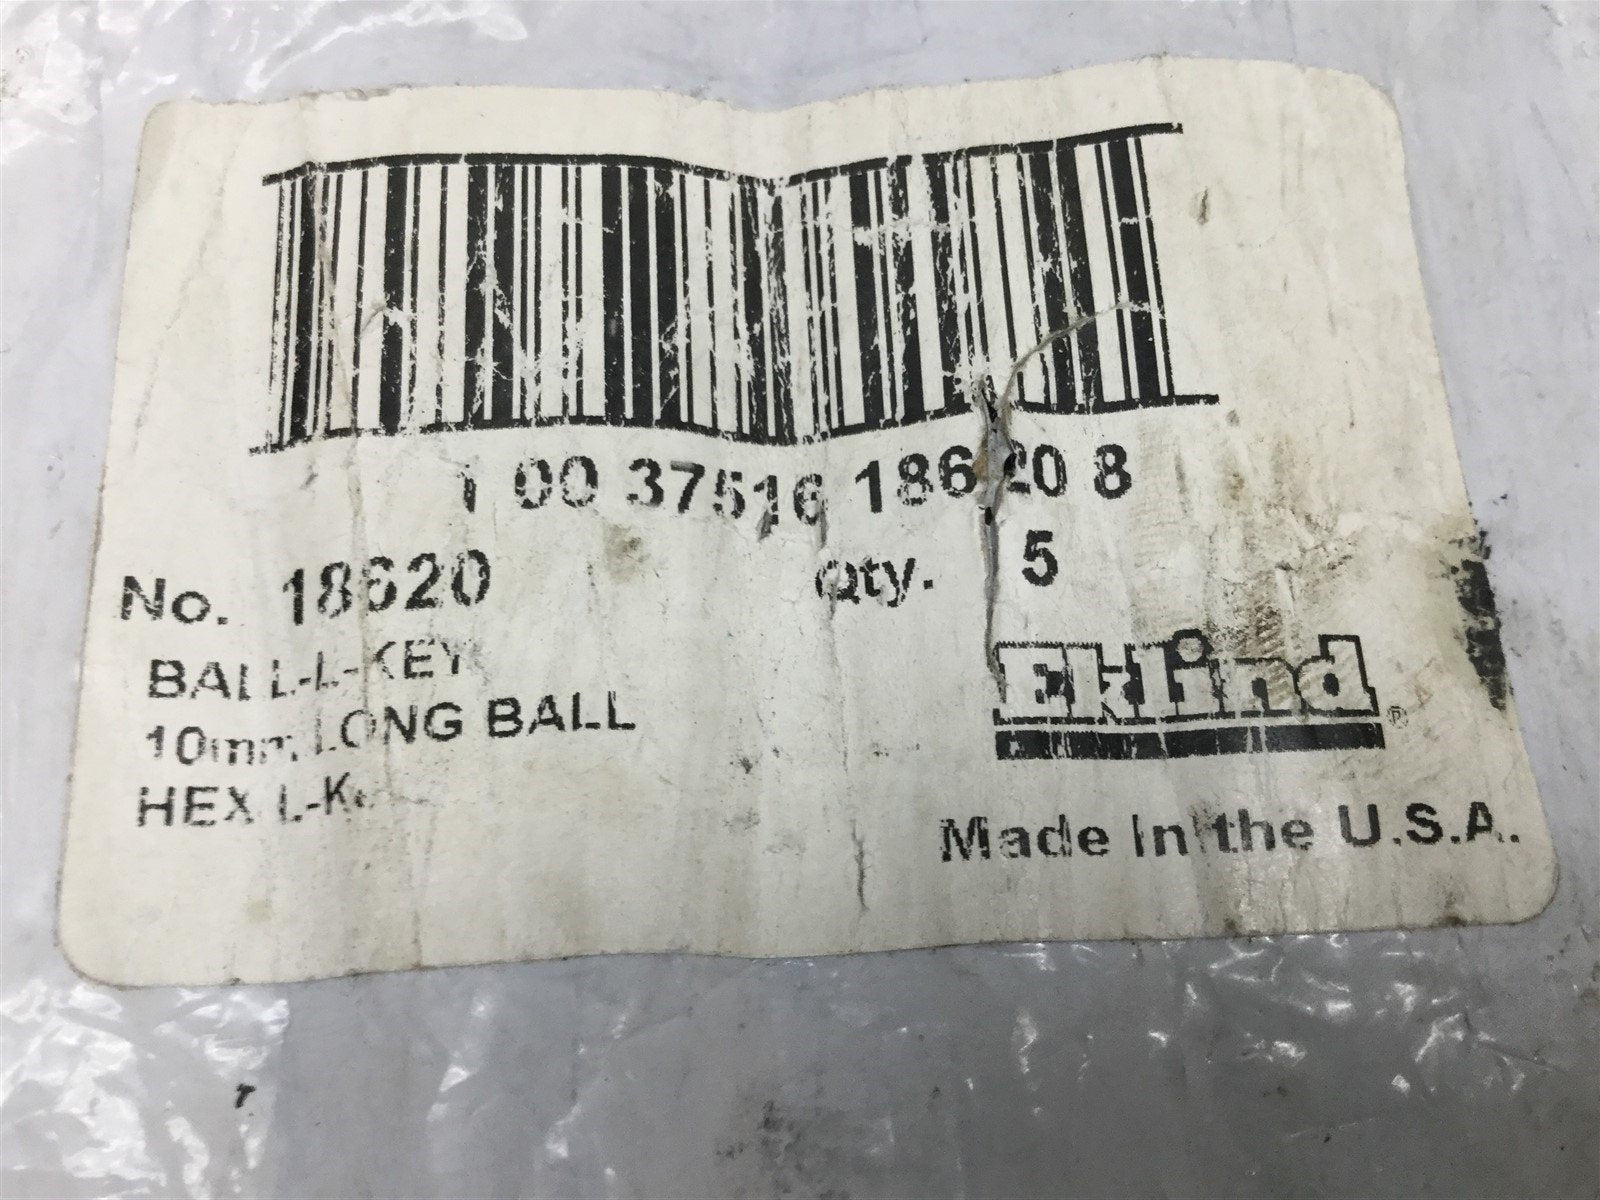 1 00 37516 18620 8
No. 18620 Qty. 5
BALL-L-KEY
10mm LONG BALL
HEX L-K
Eklind®
Made In the U.S.A.